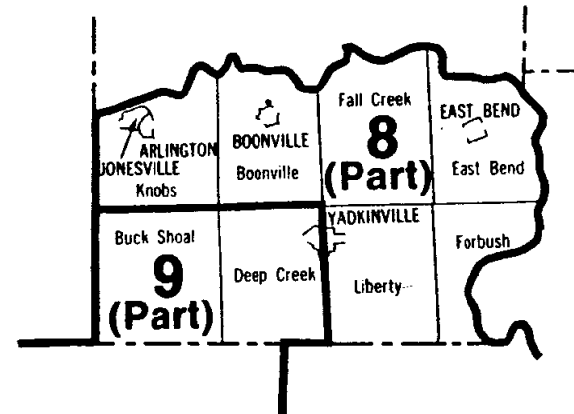 Fall Creek
EAST BEND
8
(Part)
ARLINGTON
JONESVILLE
Knobs
BOONVILLE
Boonville
East Bend
YADKINVILLE
Buck Shoal
9
(Part)
Deep Creek
Liberty
Forbush